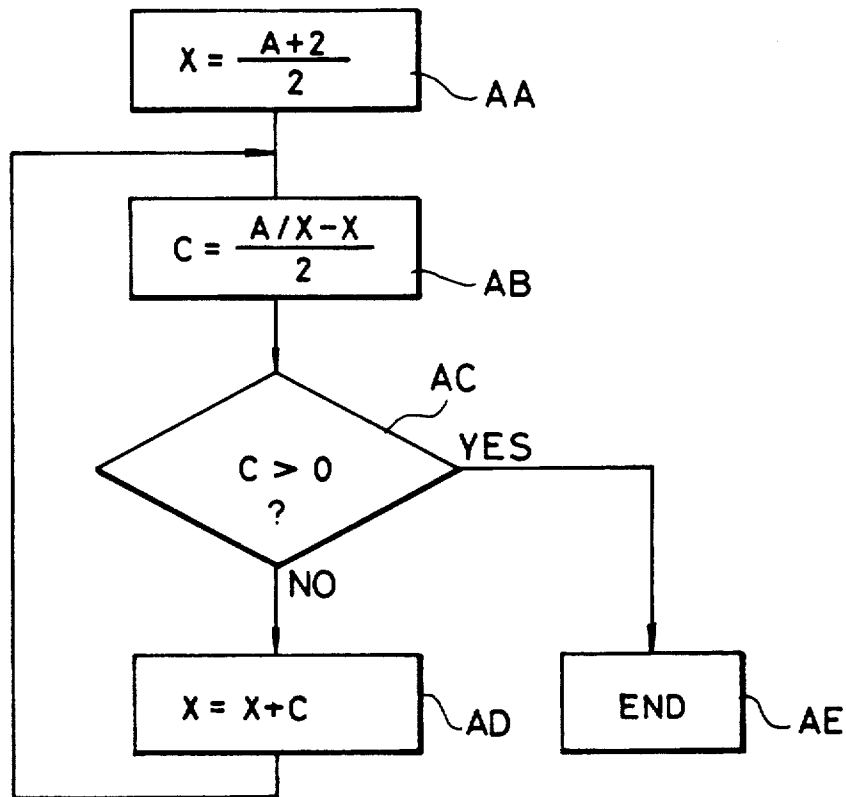 X = A+2 / 2
AA
C = A/X-X / 2
AB
AC
C > 0
?
YES
NO
X = X+C
AD
END
AE